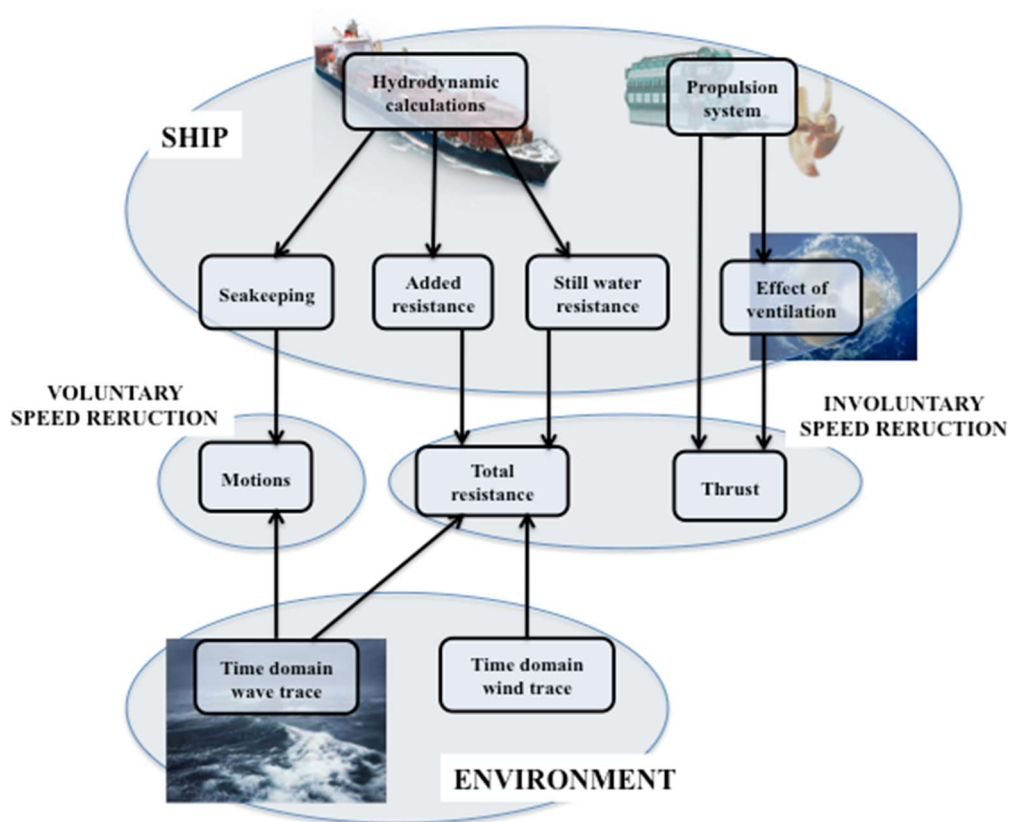 Hydrodynamic
calculations
Propulsion
system
SHIP
Seakeeping
Added
resistance
Still water
resistance
Effect of
ventilation
VOLUNTARY
SPEED RERUCTION
INVOLUNTARY
SPEED RERUCTION
Motions
Total
resistance
Thrust
Time domain
wave trace
Time domain
wind trace
ENVIRONMENT